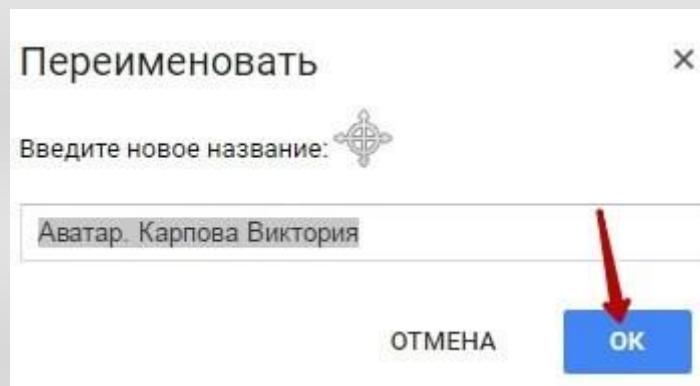 Переименовать
Введите новое название:
Аватар. Карпова Виктория
ОТМЕНА ОК